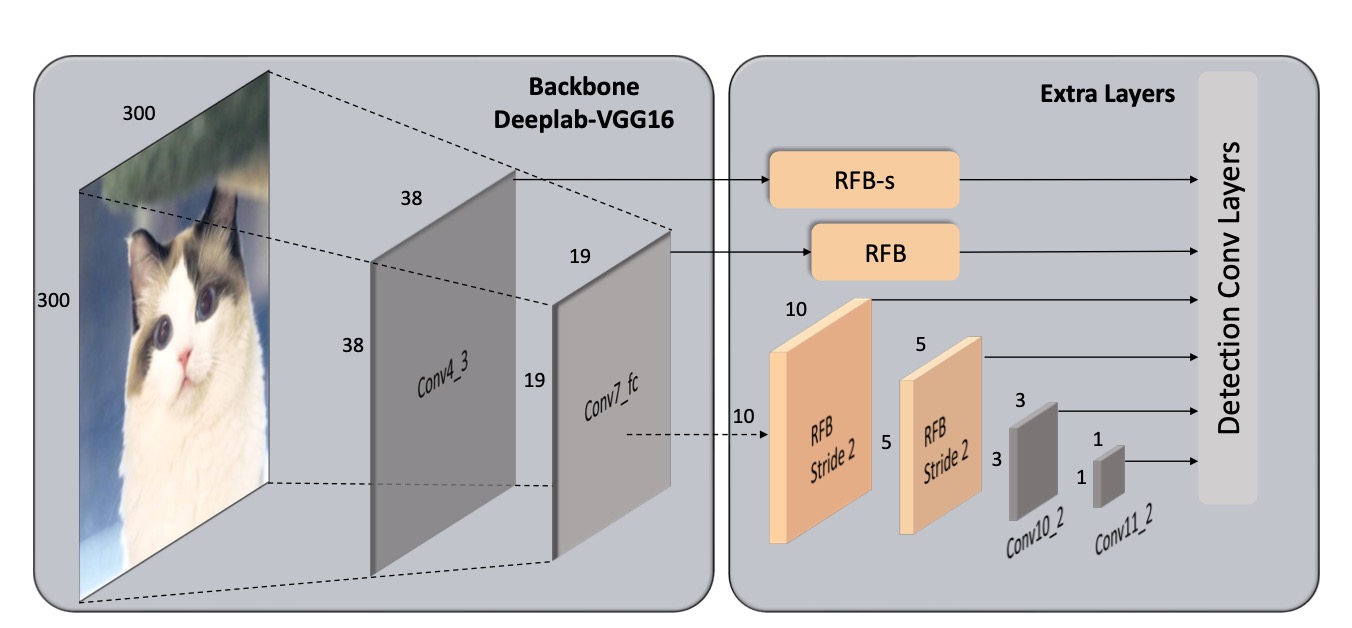 Backbone
Deeplab-VGG16
300
300
38
38
Conv4_3
19
19
Conv7_fc
Extra Layers
RFB-s
RFB
10
10
RFB
Stride 2
5
5
RFB
Stride 2
3
3
Conv10_2
1
1
Conv11_2
Detection Conv Layers